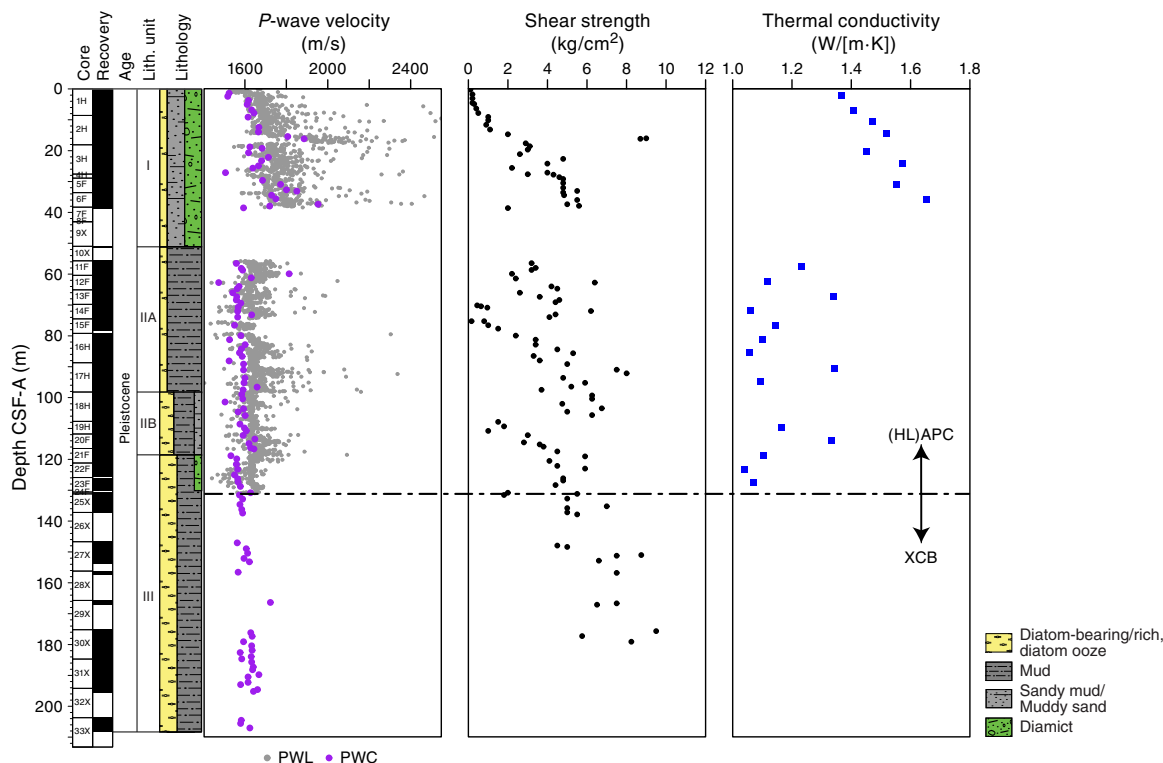 P-wave velocity
(m/s)
Shear strength
(kg/cm2)
Thermal conductivity
(W/[m·K])
Core
Recovery
Age
Lith. unit
Lithology
1600 2000 2400
0 2 4 6 8 10 12
1.0 1.2 1.4 1.6 1.8
Depth CSF-A (m)
0
20
40
60
80
100
120
140
160
180
200
1H
2H
3H
4H
5F
6F
7F
8F
9X
10X
11F
12F
13F
14F
15F
16H
17H
18H
19H
20F
21F
22F
23F
24F
25X
26X
27X
28X
29X
30X
31X
32X
33X
Pleistocene
I
IIA
IIB
III
(HL)APC
XCB
Diatom-bearing/rich,
diatom ooze
Mud
Sandy mud/
Muddy sand
Diamict
PWL PWC